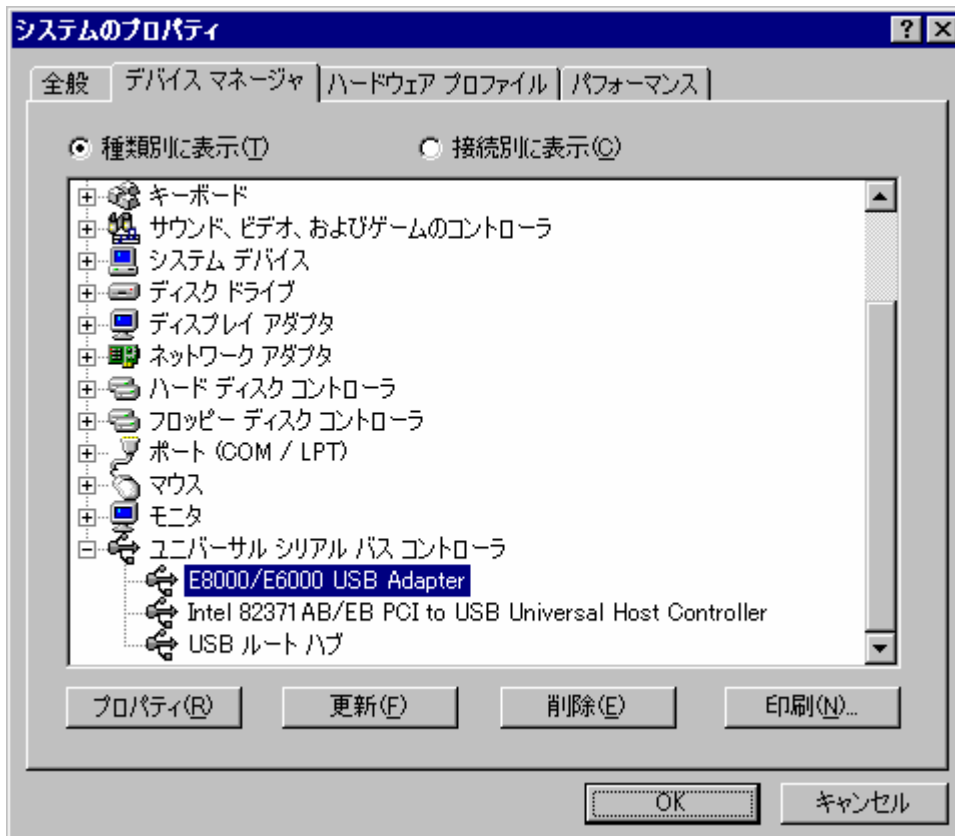 システムのプロパティ
全般 デバイス マネージャ ハードウェア プロファイル パフォーマンス
種類別に表示(T) 接続別に表示(C)
キーボード
サウンド、ビデオ、およびゲームのコントローラ
システム デバイス
ディスク ドライブ
ディスプレイ アダプタ
ネットワーク アダプタ
ハード ディスク コントローラ
フロッピー ディスク コントローラ
ポート (COM / LPT)
マウス
モニタ
ユニバーサル シリアル バス コントローラ
E8000/E6000 USB Adapter
Intel 82371AB/EB PCI to USB Universal Host Controller
USB ルート ハブ
プロパティ(R) 更新(F) 削除(E) 印刷(N)...
OK キャンセル